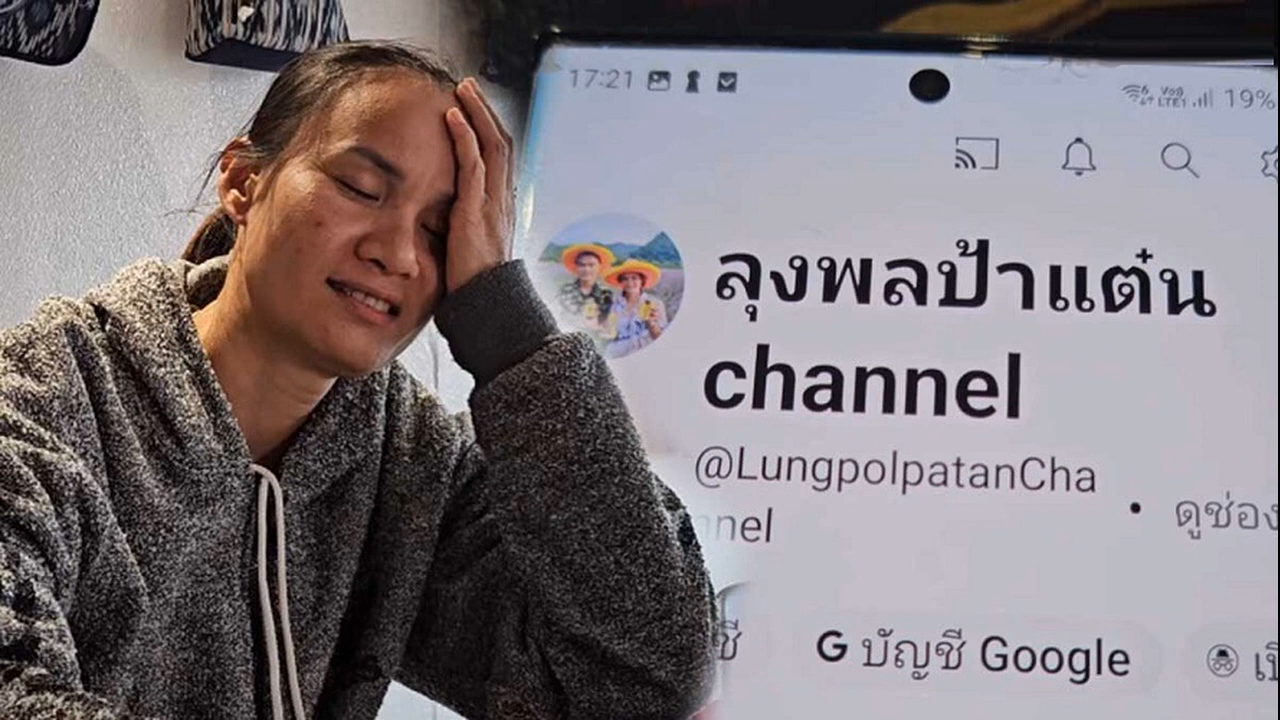 17:21
19%
ลุงพลป้าแต๋น
channel
@LungpolpatanCha
nnel
ดูช่อง
G บัญชี Google